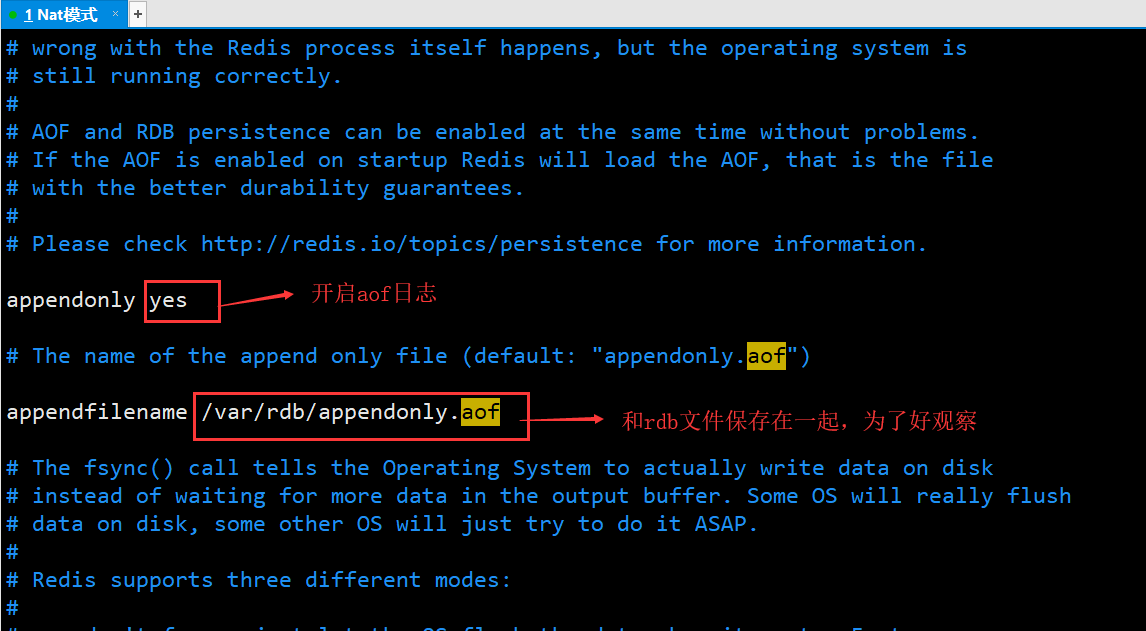 1 Nat模式 × +
# wrong with the Redis process itself happens, but the operating system is
# still running correctly.
#
# AOF and RDB persistence can be enabled at the same time without problems.
# If the AOF is enabled on startup Redis will load the AOF, that is the file
# with the better durability guarantees.
#
# Please check http://redis.io/topics/persistence for more information.
appendonly yes 开启aof日志
# The name of the append only file (default: "appendonly.aof")
appendfilename /var/rdb/appendonly.aof 和rdb文件保存在一起，为了好观察
# The fsync() call tells the Operating System to actually write data on disk
# instead of waiting for more data in the output buffer. Some OS will really flush
# data on disk, some other OS will just try to do it ASAP.
#
# Redis supports three different modes:
#